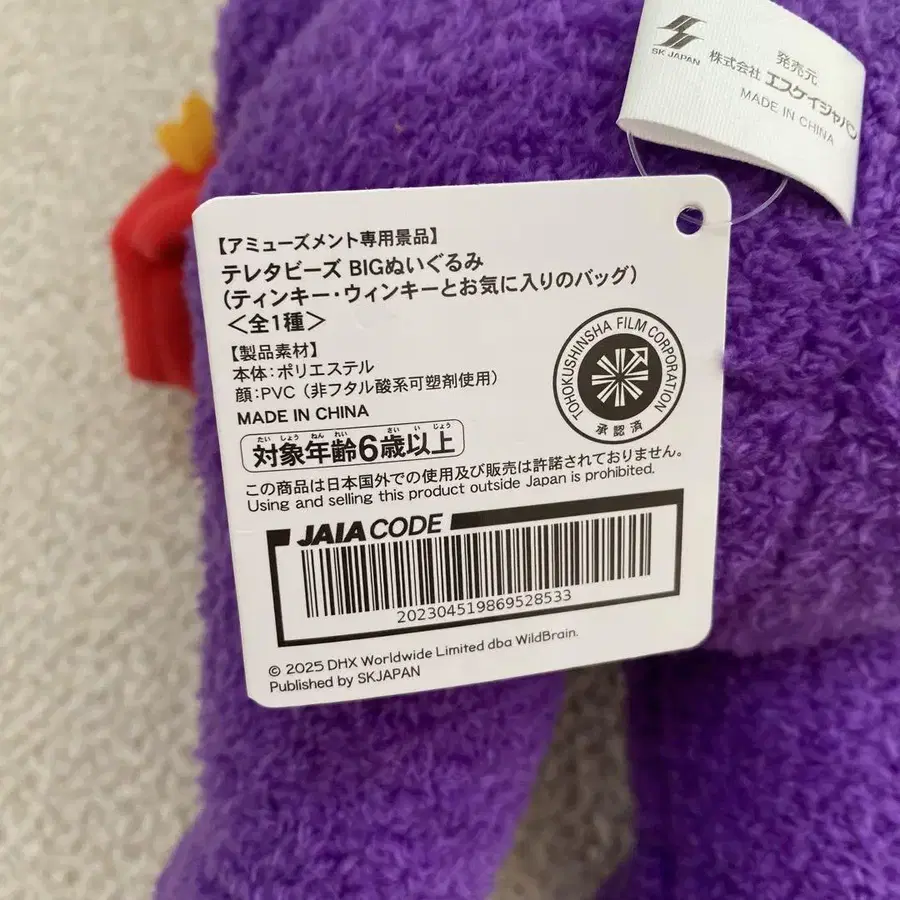 SK JAPAN
発売元
株式会社 エスケイジャパン
MADE IN CHINA
【アミューズメント専用景品】
テレタビーズ BIGぬいぐるみ
(ティンキー・ウィンキーとお気に入りのバッグ)
＜全1種＞
【製品素材】
本体:ポリエステル
顔:PVC (非フタル酸系可塑剤使用)
MADE IN CHINA
たいしょう ねんれい さい い じょう
対象年齢6歳以上
TOHOKUSHINSHA FILM CORPORATION
承認済
この商品は日本国外での使用及び販売は許諾されておりません。
Using and selling this product outside Japan is prohibited.
JAIA CODE
202304519869528533
© 2025 DHX Worldwide Limited dba WildBrain.
Published by SKJAPAN